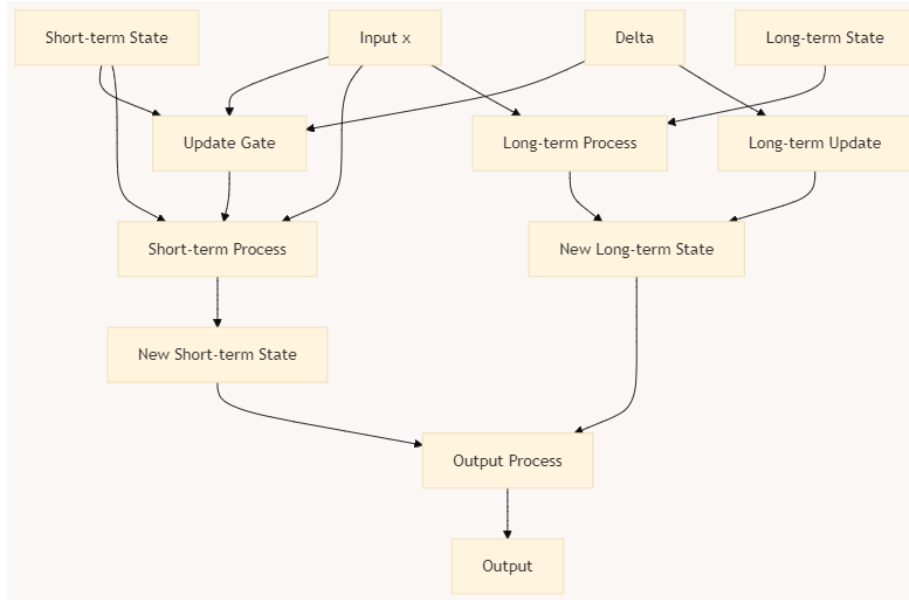 Short-term State
Input x
Delta
Long-term State
Update Gate
Long-term Process
Long-term Update
Short-term Process
New Long-term State
New Short-term State
Output Process
Output